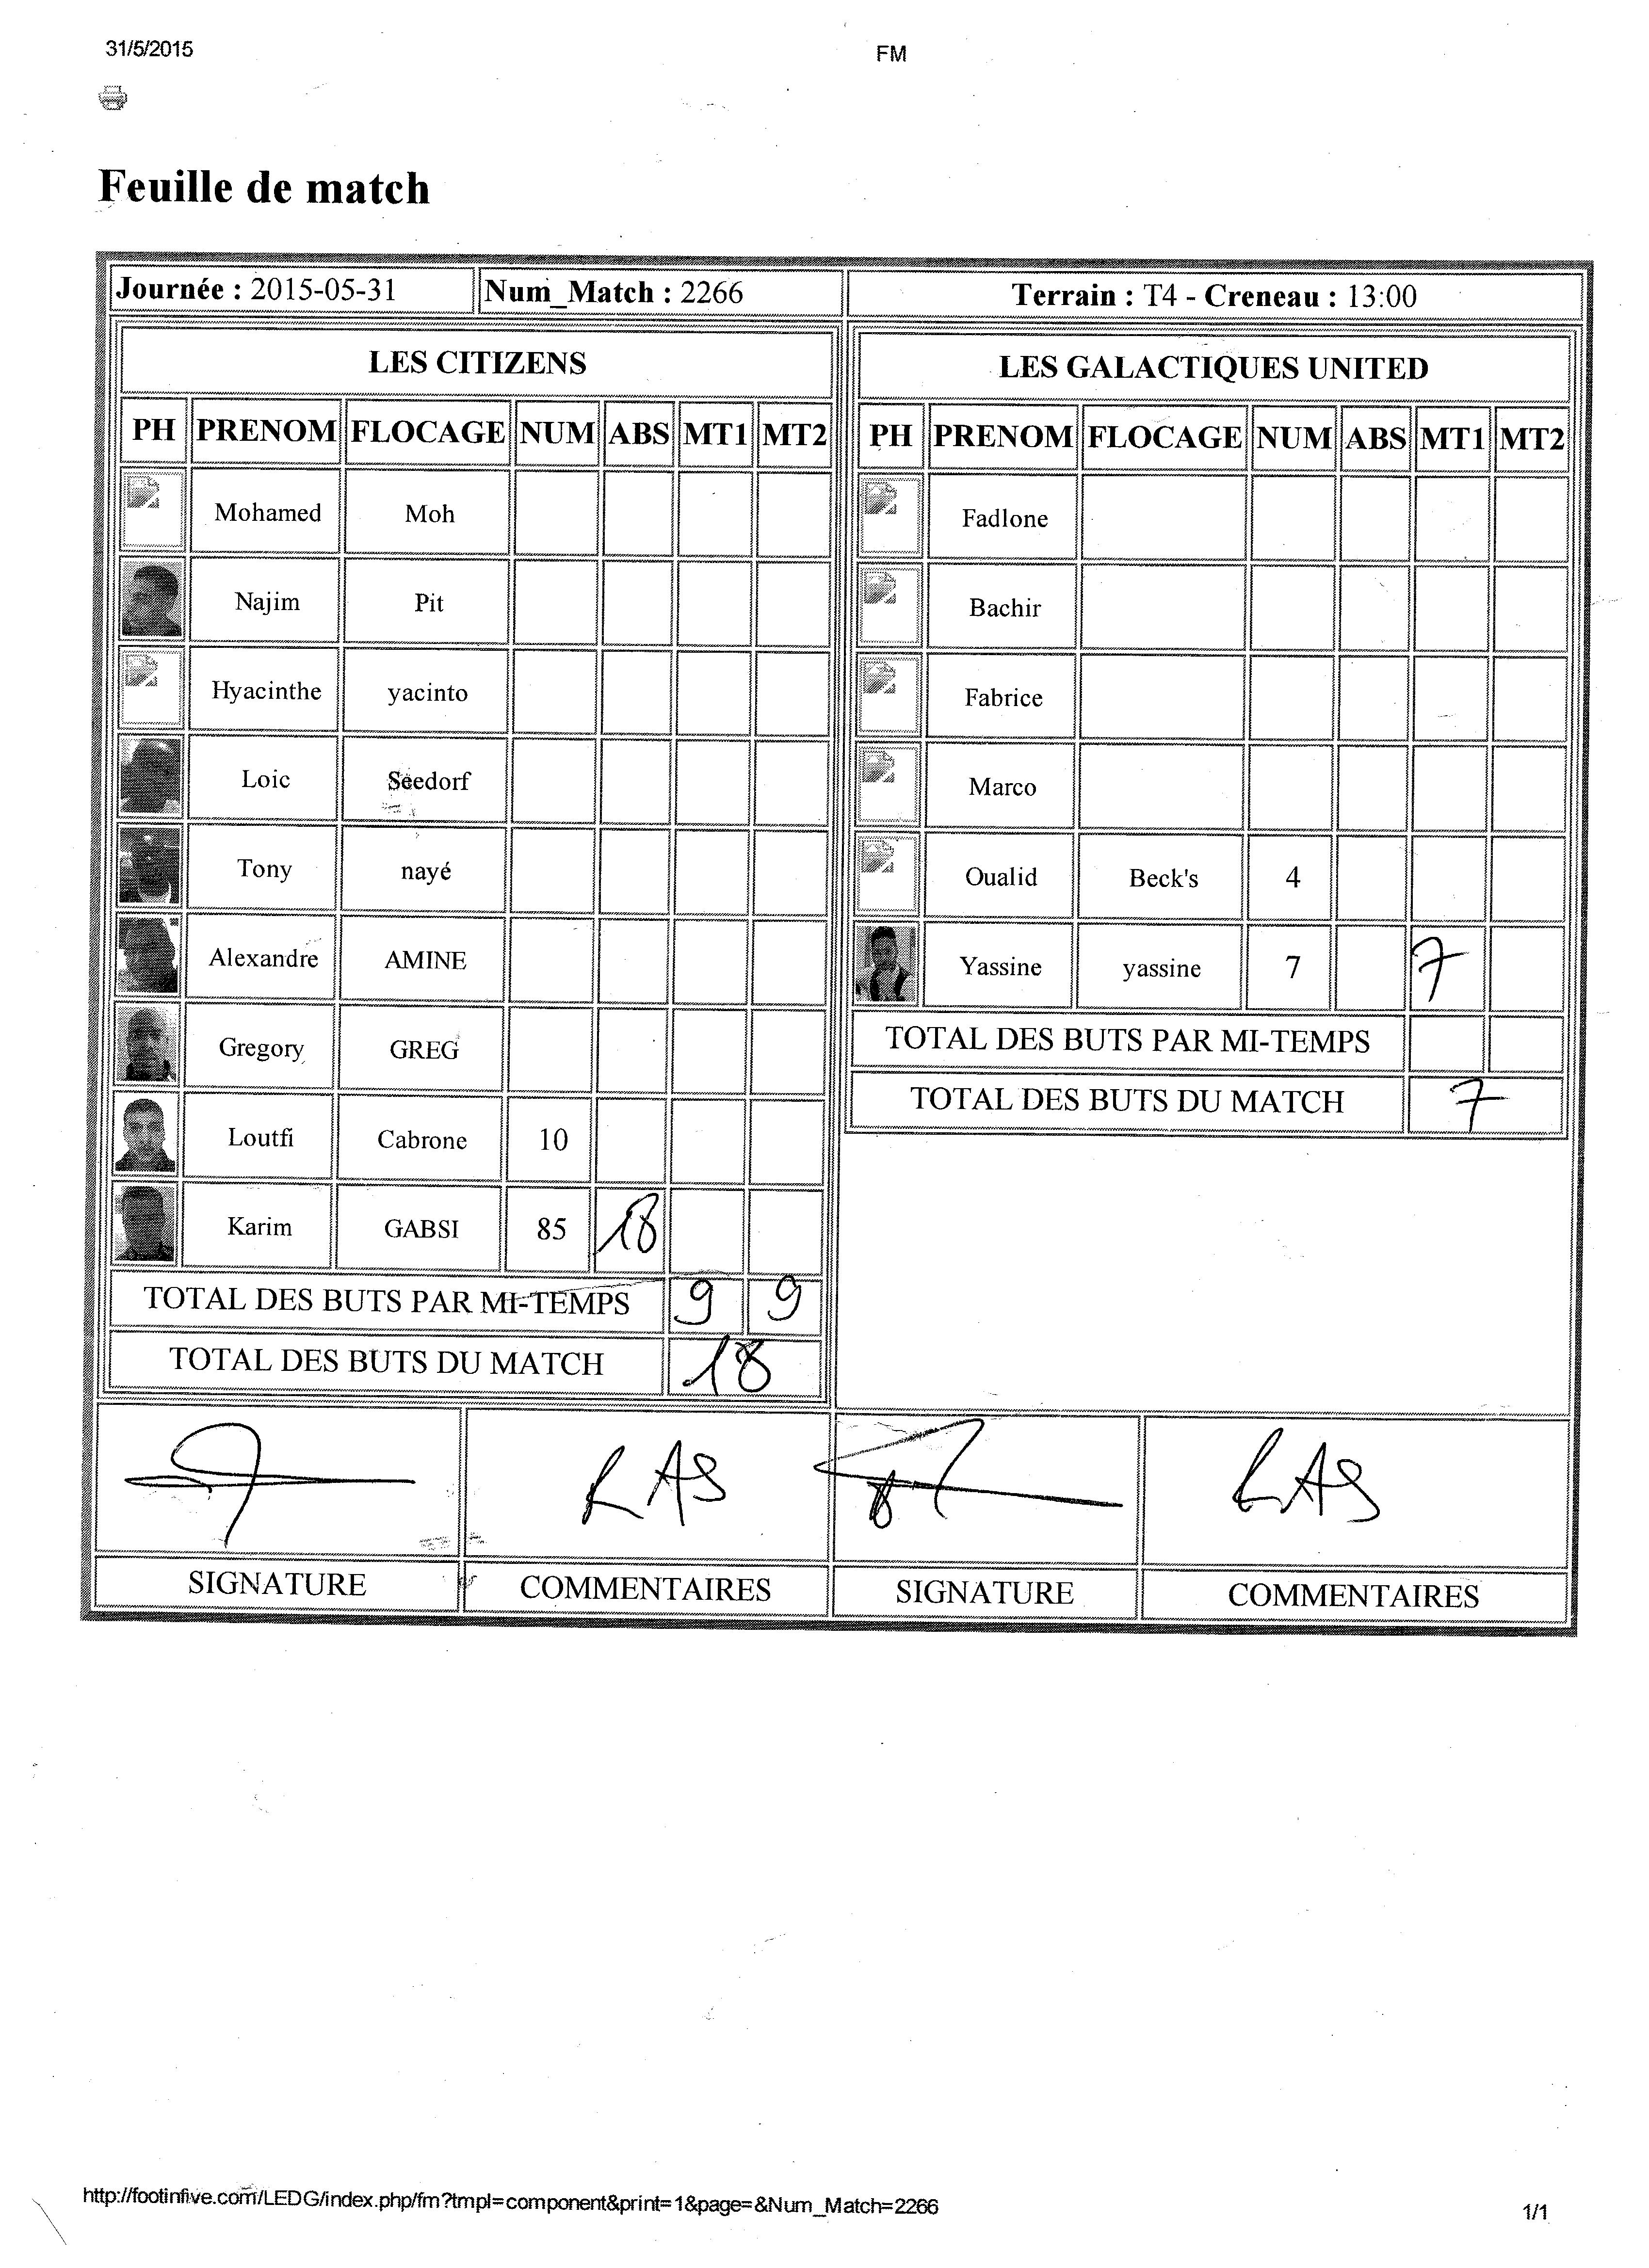 31/5/2015 FM
Feuille de match
Journée : 2015-05-31 Num_Match : 2266 Terrain : T4 - Creneau : 13:00
LES CITIZENS
PH PRENOM FLOCAGE NUM ABS MT1 MT2
Mohamed Moh
Najim Pit
Hyacinthe yacinto
Loic Seedorf
Tony nayé
Alexandre AMINE
Gregory GREG
Loutfi Cabrone 10
Karim GABSI 85 18
TOTAL DES BUTS PAR MI-TEMPS 9 9
TOTAL DES BUTS DU MATCH 18
LES GALACTIQUES UNITED
PH PRENOM FLOCAGE NUM ABS MT1 MT2
Fadlone
Bachir
Fabrice
Marco
Oualid Beck's 4
Yassine yassine 7 7
TOTAL DES BUTS PAR MI-TEMPS
TOTAL DES BUTS DU MATCH 7
RAS RAS
SIGNATURE COMMENTAIRES SIGNATURE COMMENTAIRES
http://footinfive.com/LEDG/index.php/fm?tmpl=component&print=1&page=&Num_Match=2266 1/1